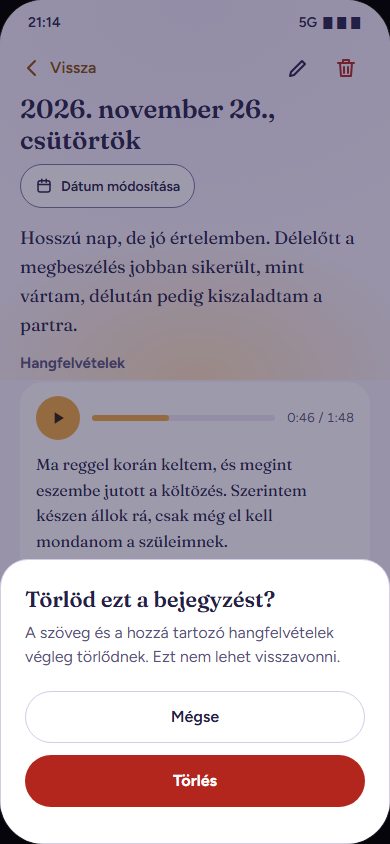 21:14
5G
Vissza
2026. november 26.,
csütörtök
Dátum módosítása
Hosszú nap, de jó értelemben. Délelőtt a
megbeszélés jobban sikerült, mint
vártam, délután pedig kiszaladtam a
partra.
Hangfelvételek
0:46 / 1:48
Ma reggel korán keltem, és megint
eszembe jutott a költözés. Szerintem
készen állok rá, csak még el kell
mondanom a szüleimnek.
Törlöd ezt a bejegyzést?
A szöveg és a hozzá tartozó hangfelvételek
végleg törlődnek. Ezt nem lehet visszavonni.
Mégse
Törlés